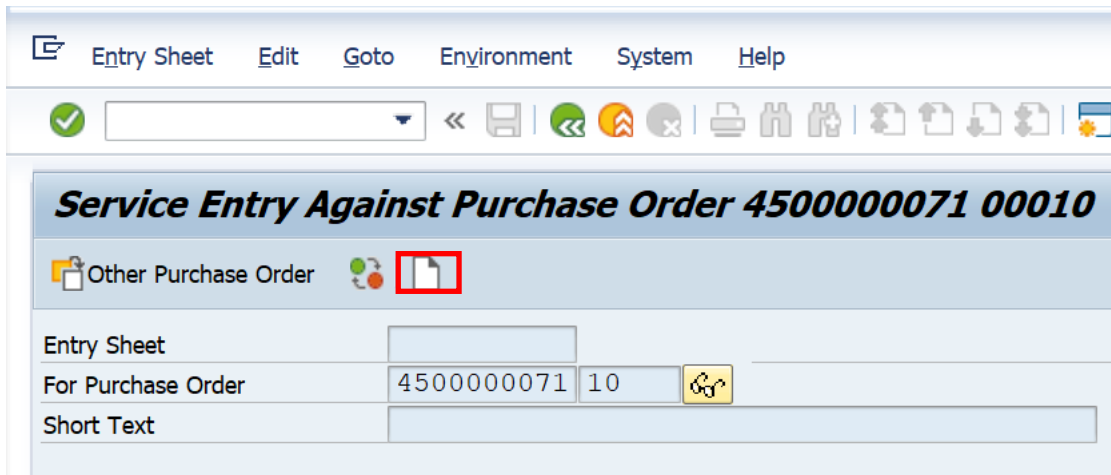 Entry Sheet Edit Goto Environment System Help
Service Entry Against Purchase Order 4500000071 00010
Other Purchase Order
Entry Sheet
For Purchase Order 4500000071 10
Short Text